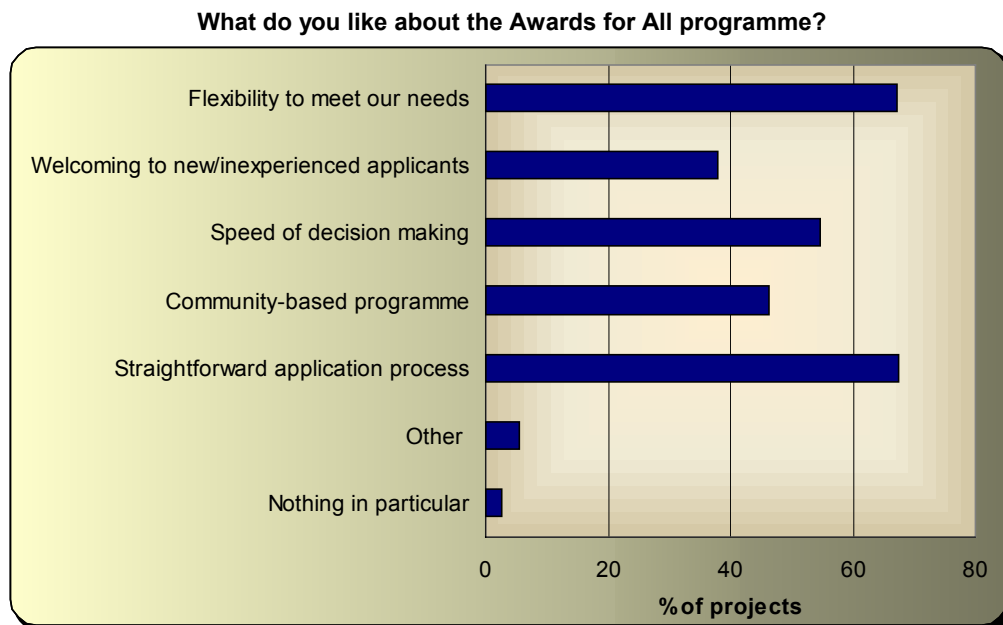 What do you like about the Awards for All programme?
Flexibility to meet our needs
Welcoming to new/inexperienced applicants
Speed of decision making
Community-based programme
Straightforward application process
Other
Nothing in particular
0 20 40 60 80
% of projects